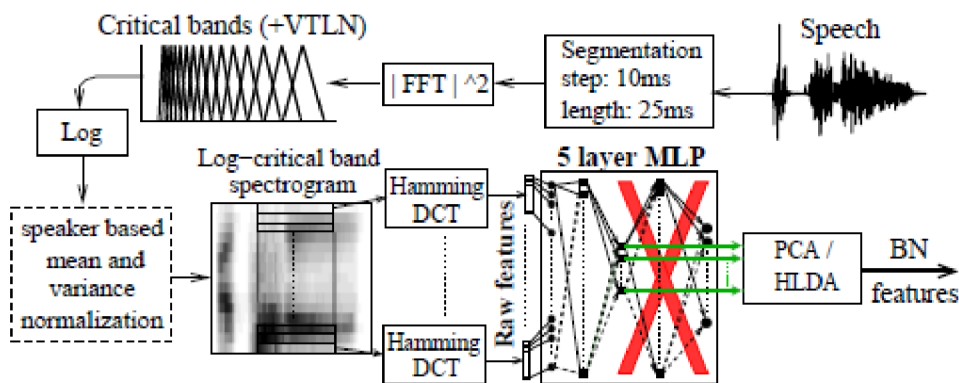 Critical bands (+VTLN)
| FFT | ^2
Segmentation
step: 10ms
length: 25ms
Speech
Log
speaker based
mean and
variance
normalization
Log-critical band
spectrogram
Hamming
DCT
Hamming
DCT
Raw features
5 layer MLP
PCA /
HLDA
BN
features